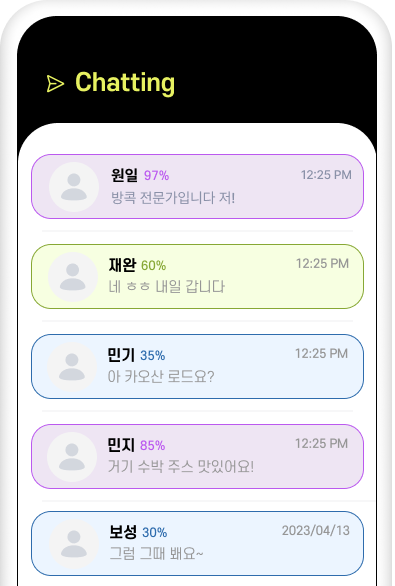 Chatting
원일 97% 12:25 PM
방콕 전문가입니다 저!
재완 60% 12:25 PM
네 ㅎㅎ 내일 갑니다
민기 35% 12:25 PM
아 카오산 로드요?
민지 85% 12:25 PM
거기 수박 주스 맛있어요!
보성 30% 2023/04/13
그럼 그때 봬요~